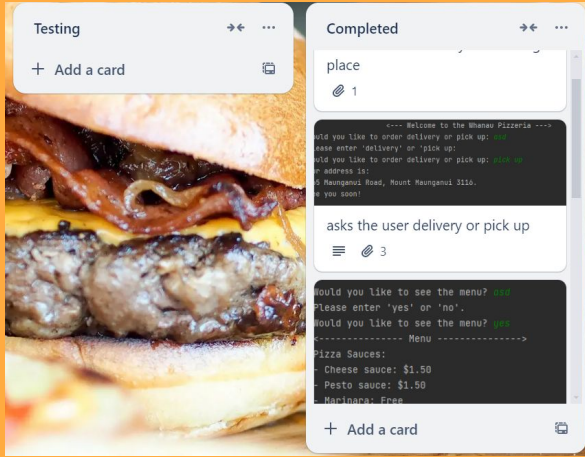 Testing
+ Add a card
Completed
place
1
<--- Welcome to the Whanau Pizzeria --->
ould you like to order delivery or pick up: asd
lease enter 'delivery' or 'pick up:
ould you like to order delivery or pick up: pick up
r address is:
5 Maunganui Road, Mount Maunganui 3116.
e you soon!
asks the user delivery or pick up
3
Would you like to see the menu? asd
Please enter 'yes' or 'no'.
Would you like to see the menu? yes
<--------------- Menu --------------->
Pizza Sauces:
- Cheese sauce: $1.50
- Pesto sauce: $1.50
- Marinara: Free
+ Add a card